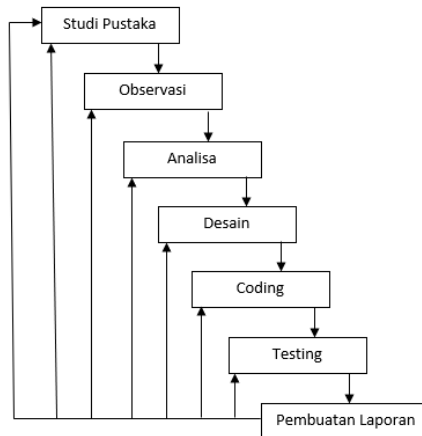 Studi Pustaka
Observasi
Analisa
Desain
Coding
Testing
Pembuatan Laporan